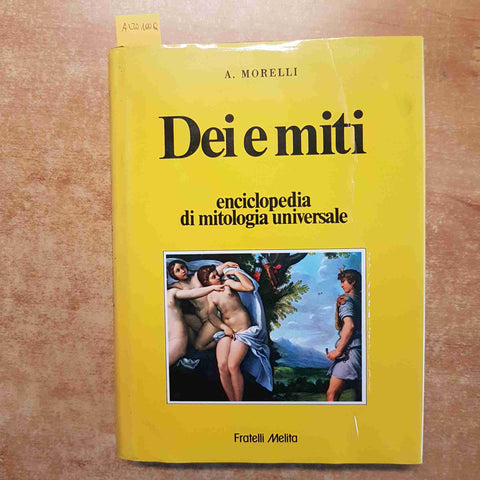 A. MORELLI
Dei e miti
enciclopedia
di mitologia universale
Fratelli Melita